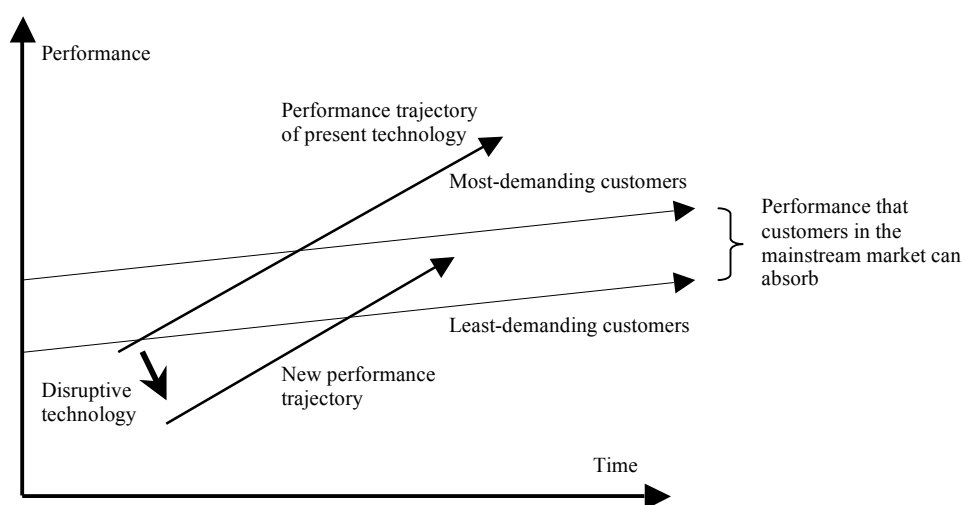 Performance
Performance trajectory
of present technology
Most-demanding customers
Performance that
customers in the
mainstream market can
absorb
Least-demanding customers
Disruptive
technology
New performance
trajectory
Time